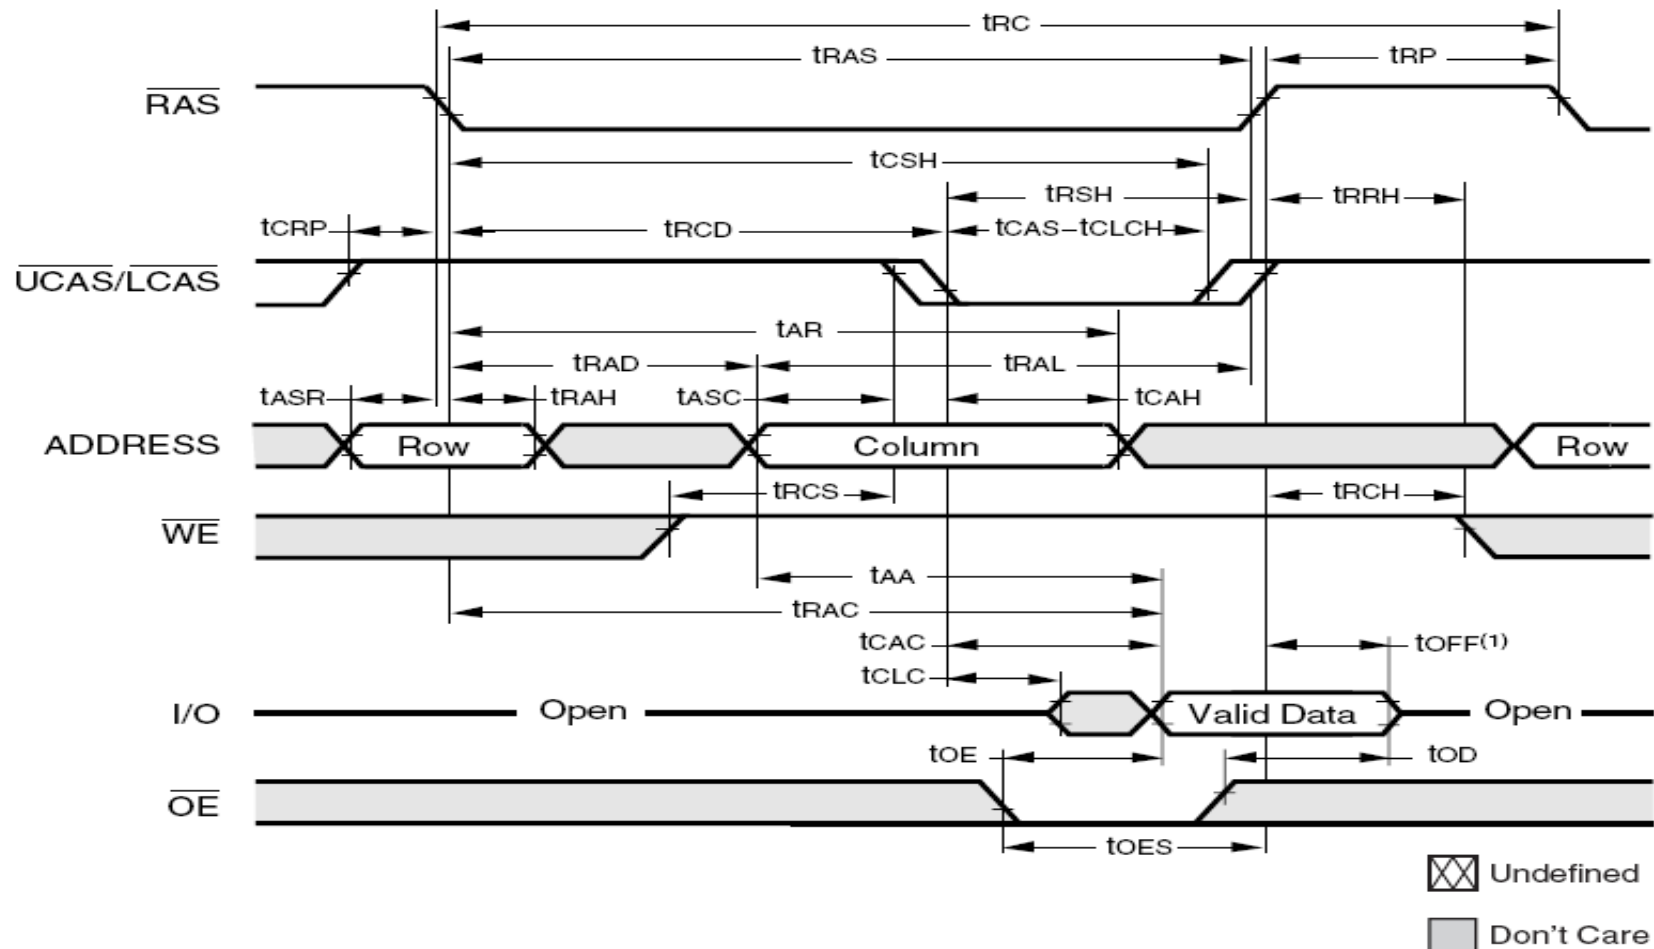 tRC
tRAS tRP
RAS
tCSH
tRSH tRRH
tCRP tRCD tCAS tCLCH
UCAS/LCAS
tAR
tRAD tRAL
tASR tRAH tASC tCAH
ADDRESS Row Column Row
tRCS tRCH
WE
tAA
tRAC
tCAC tOFF(1)
tCLC
I/O Open Valid Data Open
tOE tOD
OE
tOES
Undefined
Don't Care